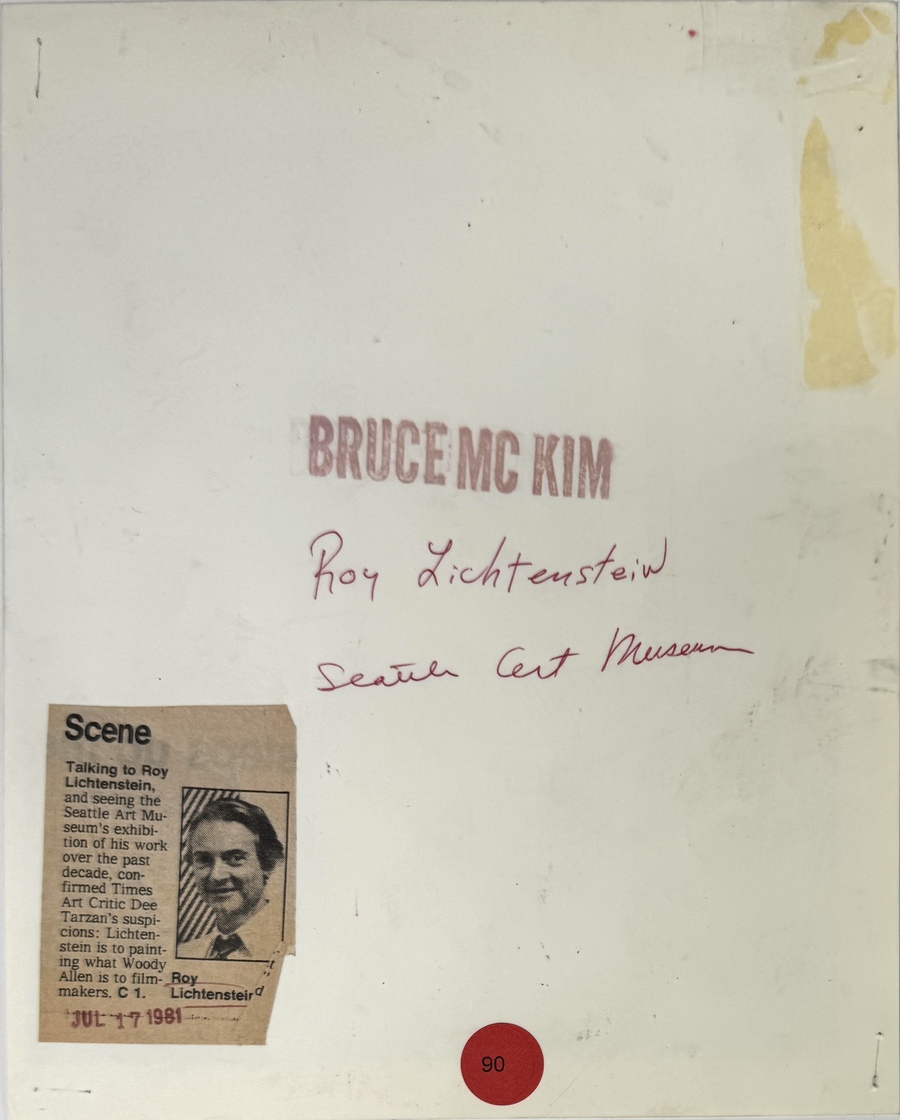 BRUCE MC KIM
Roy Lichtenstein
Seattle Art Museum
Scene
Talking to Roy
Lichtenstein,
and seeing the
Seattle Art Mu-
seum's exhibi-
tion of his work
over the past
decade, con-
firmed Times
Art Critic Dee
Tarzan's suspi-
cions: Lichten-
stein is to paint-
ing what Woody
Allen is to film-
makers. C 1.
Roy
Lichtenstein
JUL 17 1981
90